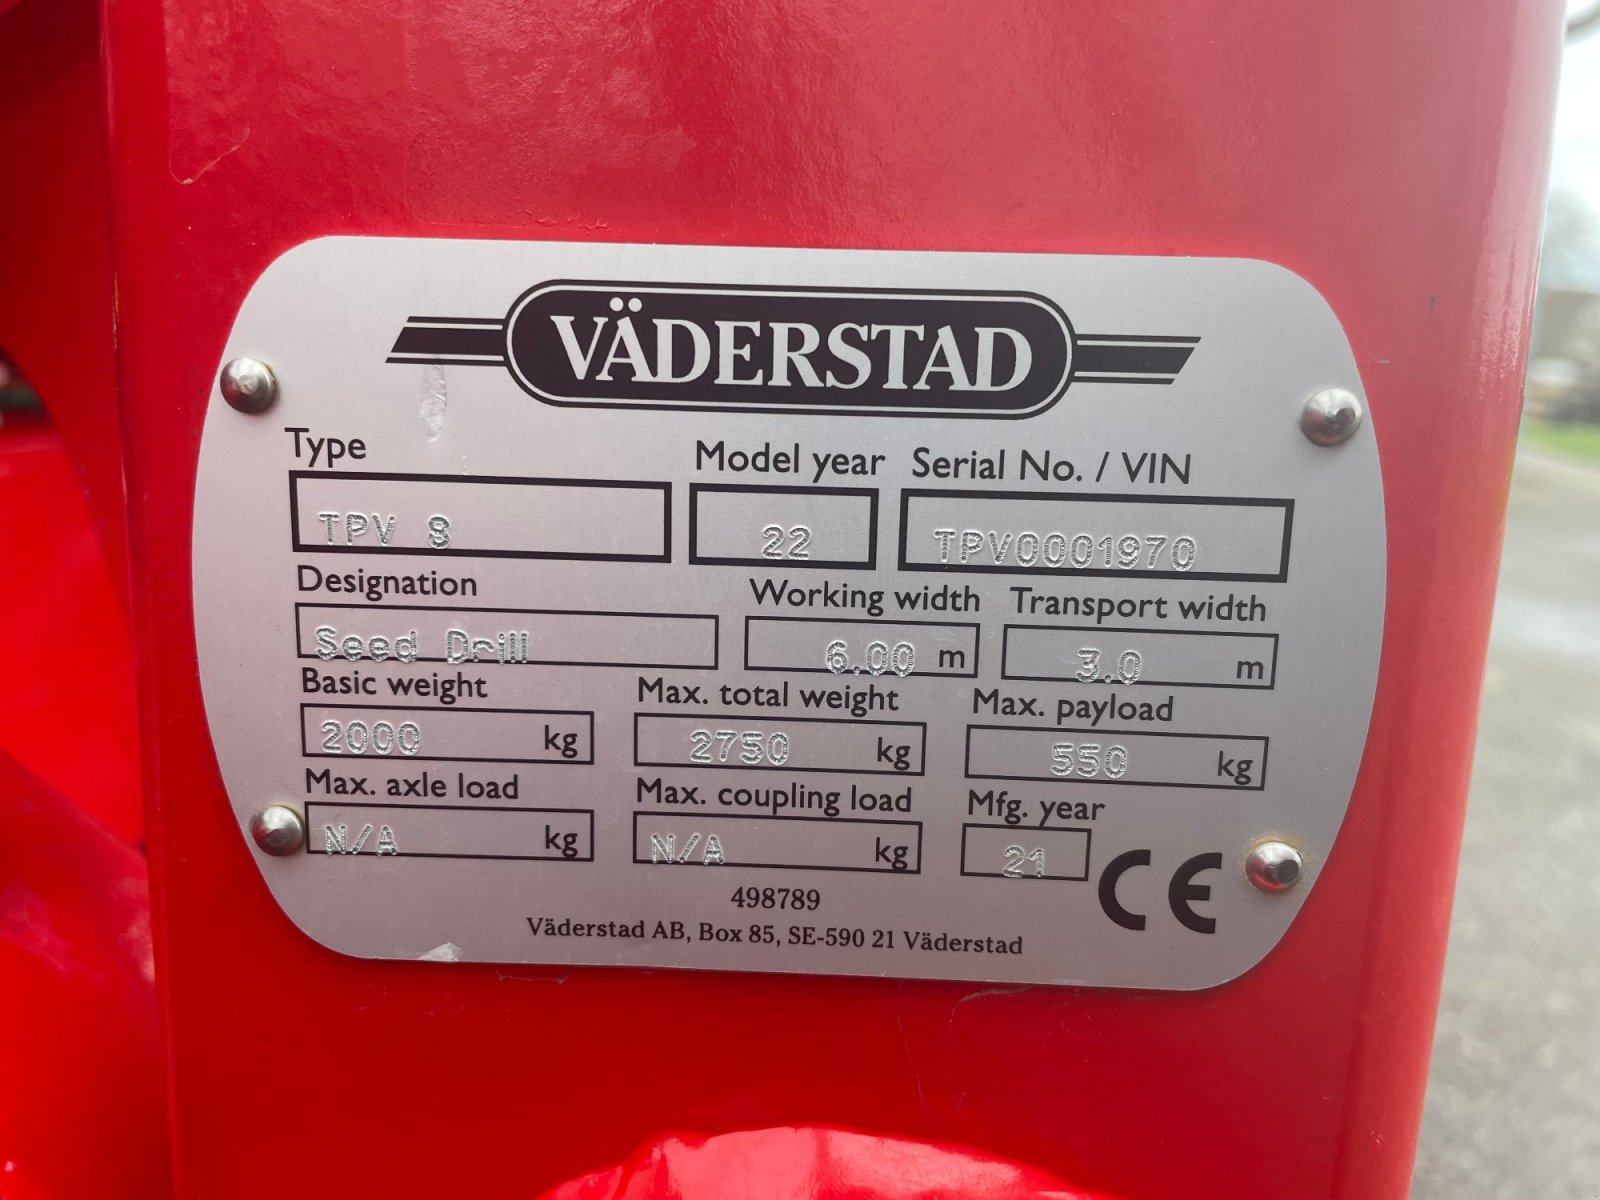 VÄDERSTAD
Type Model year Serial No. / VIN
TPV 8 22 TPV0001970
Designation Working width Transport width
Seed Drill 6.00 m 3.0 m
Basic weight Max. total weight Max. payload
2000 kg 2750 kg 550 kg
Max. axle load Max. coupling load Mfg. year
N/A kg N/A kg 21
CE
498789
Väderstad AB, Box 85, SE-590 21 Väderstad